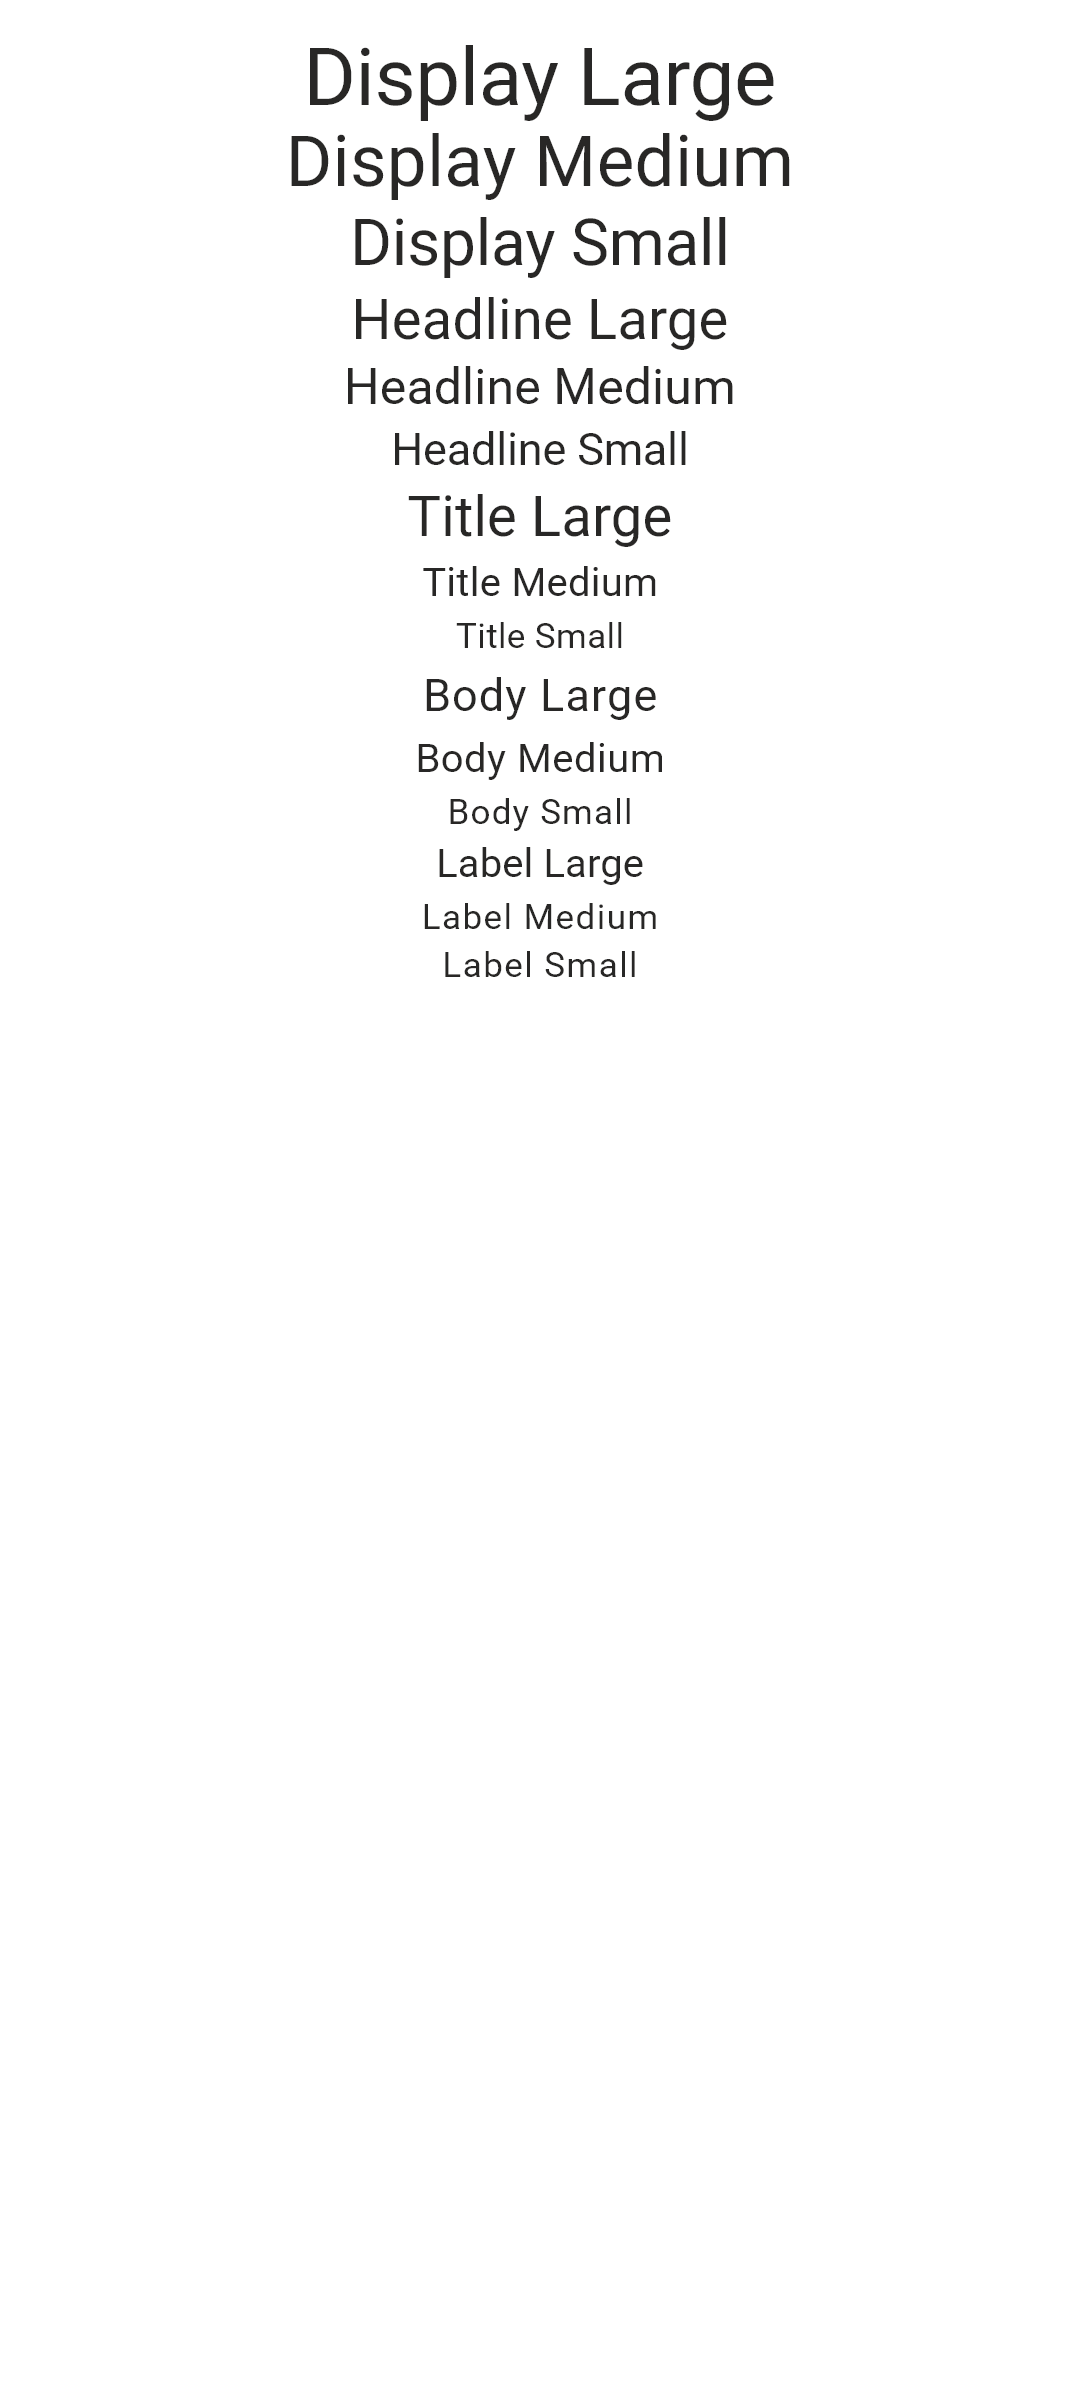 Display Large
Display Medium
Display Small
Headline Large
Headline Medium
Headline Small
Title Large
Title Medium
Title Small
Body Large
Body Medium
Body Small
Label Large
Label Medium
Label Small